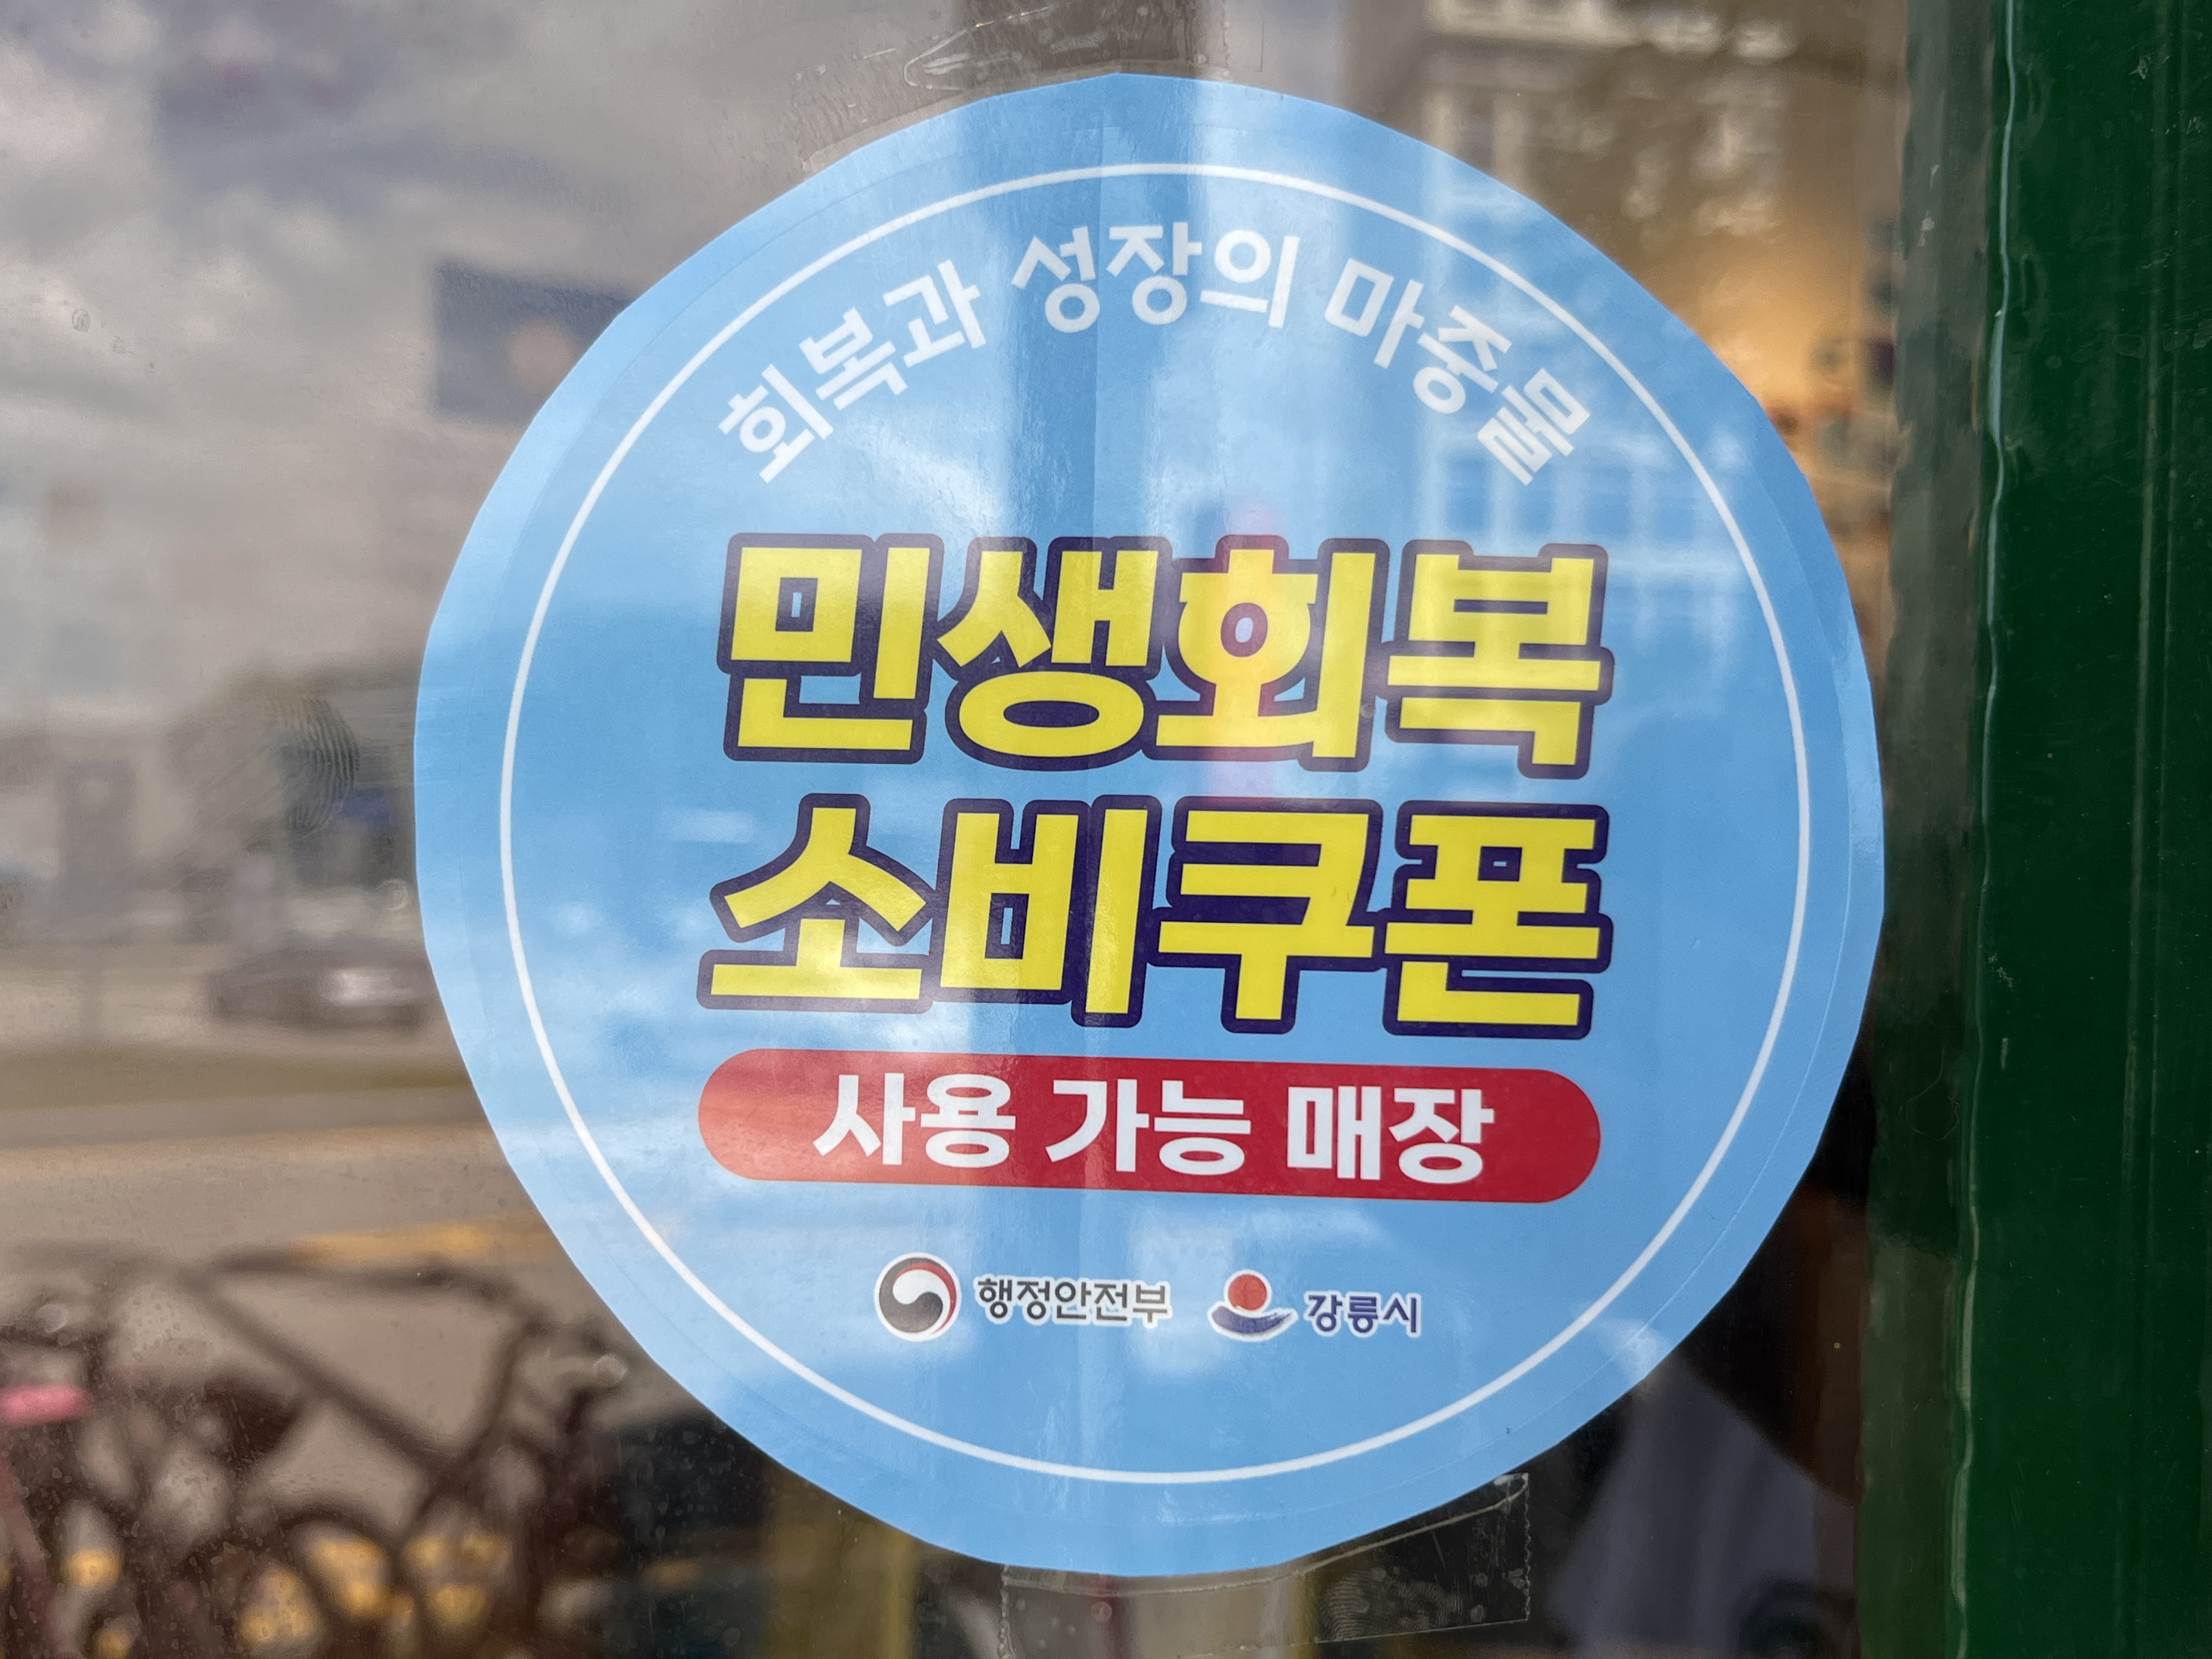 회복과 성장의 마중물
민생회복
소비쿠폰
사용 가능 매장
행정안전부 강릉시